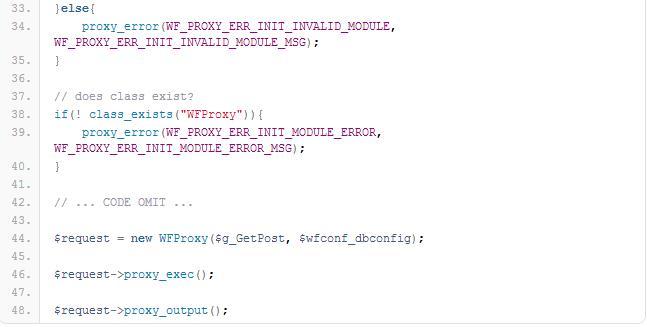 33. }else{
34. proxy_error(WF_PROXY_ERR_INIT_INVALID_MODULE,
WF_PROXY_ERR_INIT_INVALID_MODULE_MSG);
35. }
36.
37. // does class exist?
38. if(! class_exists("WFProxy")){
39. proxy_error(WF_PROXY_ERR_INIT_MODULE_ERROR,
WF_PROXY_ERR_INIT_MODULE_ERROR_MSG);
40. }
41.
42. // ... CODE OMIT ...
43.
44. $request = new WFProxy($g_GetPost, $wfconf_dbconfig);
45.
46. $request->proxy_exec();
47.
48. $request->proxy_output();